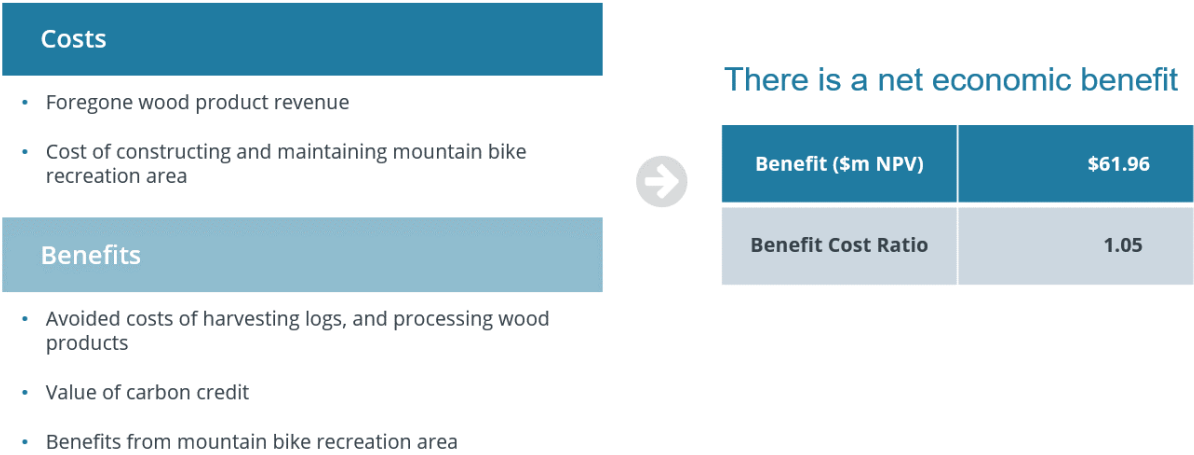 Costs
• Foregone wood product revenue
• Cost of constructing and maintaining mountain bike
recreation area
Benefits
• Avoided costs of harvesting logs, and processing wood
products
• Value of carbon credit
• Benefits from mountain bike recreation area
There is a net economic benefit
Benefit ($m NPV) $61.96
Benefit Cost Ratio 1.05